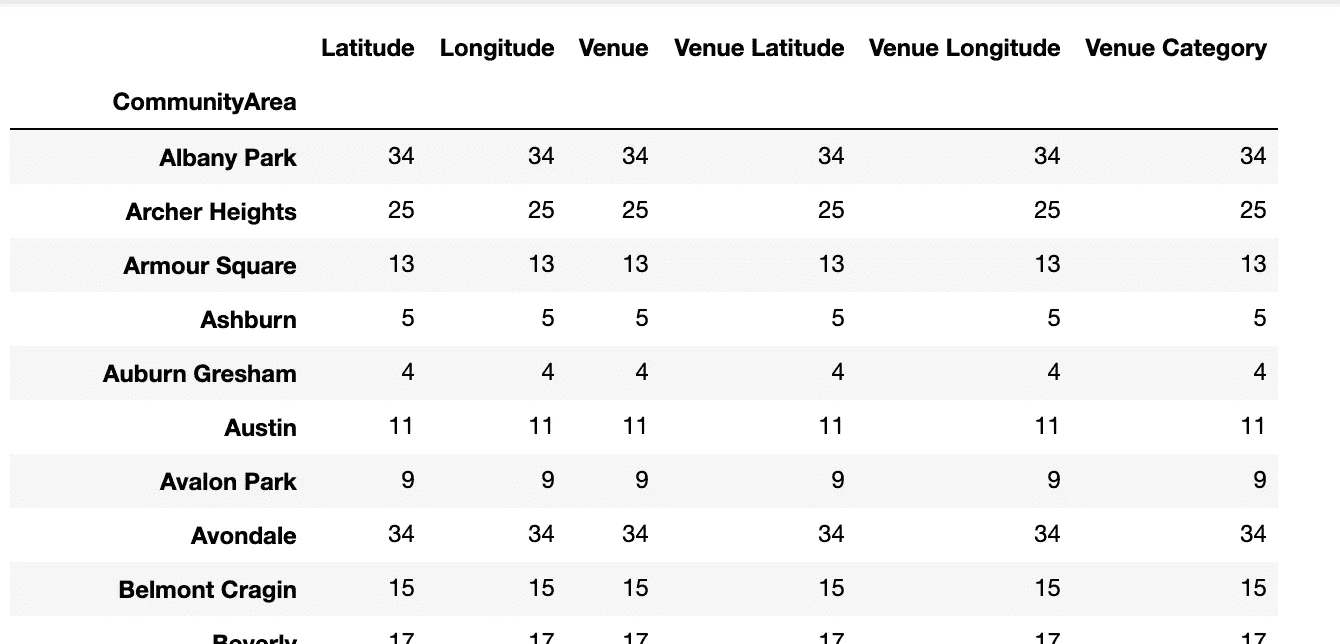 Latitude Longitude Venue Venue Latitude Venue Longitude Venue Category
CommunityArea
Albany Park 34 34 34 34 34 34
Archer Heights 25 25 25 25 25 25
Armour Square 13 13 13 13 13 13
Ashburn 5 5 5 5 5 5
Auburn Gresham 4 4 4 4 4 4
Austin 11 11 11 11 11 11
Avalon Park 9 9 9 9 9 9
Avondale 34 34 34 34 34 34
Belmont Cragin 15 15 15 15 15 15
Beverly 17 17 17 17 17 17